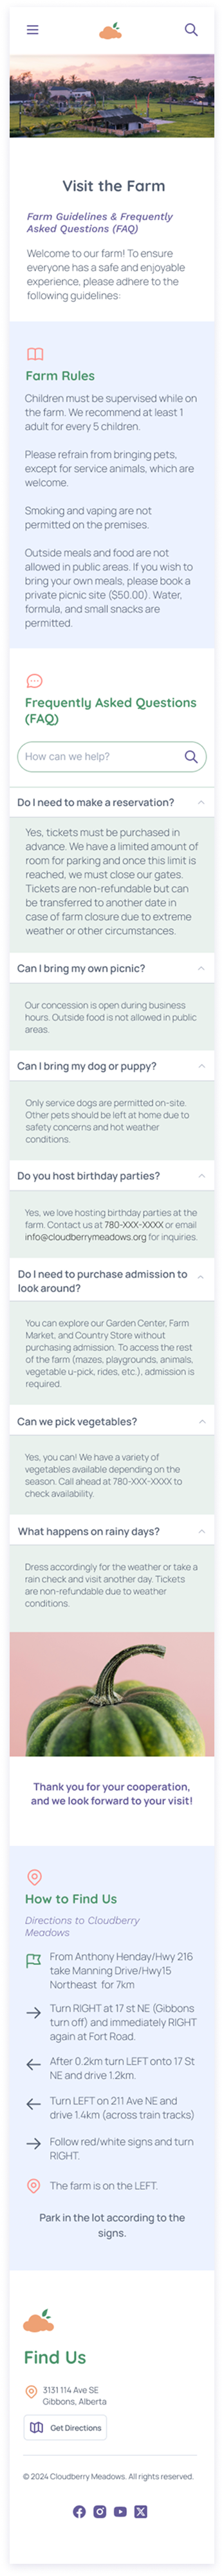 Visit the Farm
Farm Guidelines & Frequently
Asked Questions (FAQ)
Welcome to our farm! To ensure
everyone has a safe and enjoyable
experience, please adhere to the
following guidelines:
Farm Rules
Children must be supervised while on
the farm. We recommend at least 1
adult for every 5 children.
Please refrain from bringing pets,
except for service animals, which are
welcome.
Smoking and vaping are not
permitted on the premises.
Outside meals and food are not
allowed in public areas. If you wish to
bring your own meals, please book a
private picnic site ($50.00). Water,
formula, and small snacks are
permitted.
Frequently Asked Questions
(FAQ)
How can we help?
Do I need to make a reservation?
Yes, tickets must be purchased in
advance. We have a limited amount of
room for parking and once this limit is
reached, we must close our gates.
Tickets are non-refundable but can
be transferred to another date in
case of farm closure due to extreme
weather or other circumstances.
Can I bring my own picnic?
Our concession is open during business
hours. Outside food is not allowed in public
areas.
Can I bring my dog or puppy?
Only service dogs are permitted on-site.
Other pets should be left at home due to
safety concerns and hot weather
conditions.
Do you host birthday parties?
Yes, we love hosting birthday parties at the
farm. Contact us at 780-XXX-XXXX or email
info@cloudberrymeadows.org for inquiries.
Do I need to purchase admission to
look around?
You can explore our Garden Center, Farm
Market, and Country Store without
purchasing admission. To access the rest
of the farm (mazes, playgrounds, animals,
vegetable u-pick, rides, etc.), admission is
required.
Can we pick vegetables?
Yes, you can! We have a variety of
vegetables available depending on the
season. Call ahead at 780-XXX-XXXX to
check availability.
What happens on rainy days?
Dress accordingly for the weather or take a
rain check and visit another day. Tickets
are non-refundable due to weather
conditions.
Thank you for your cooperation,
and we look forward to your visit!
How to Find Us
Directions to Cloudberry
Meadows
From Anthony Henday/Hwy 216
take Manning Drive/Hwy15
Northeast for 7km
Turn RIGHT at 17 st NE (Gibbons
turn off) and immediately RIGHT
again at Fort Road.
After 0.2km turn LEFT onto 17 St
NE and drive 1.2km.
Turn LEFT on 211 Ave NE and
drive 1.4km (across train tracks)
Follow red/white signs and turn
RIGHT.
The farm is on the LEFT.
Park in the lot according to the
signs.
Find Us
3131 114 Ave SE
Gibbons, Alberta
Get Directions
© 2024 Cloudberry Meadows. All rights reserved.